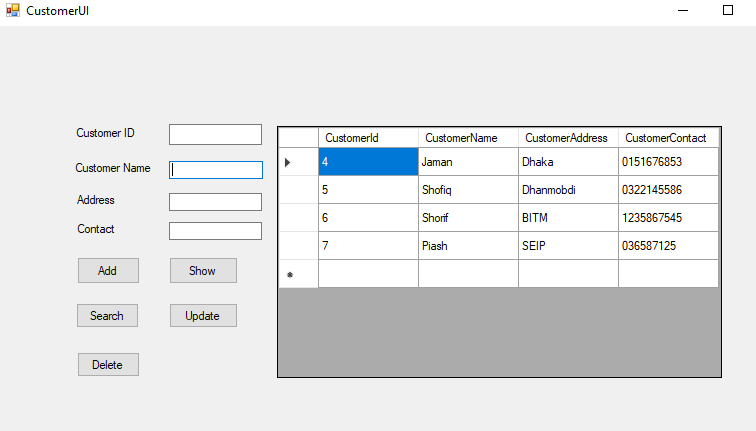 CustomerUI
Customer ID
Customer Name
Address
Contact
Add Show
Search Update
Delete
CustomerId CustomerName CustomerAddress CustomerContact
4 Jaman Dhaka 0151676853
5 Shofiq Dhanmobdi 0322145586
6 Shorif BITM 1235867545
7 Piash SEIP 036587125